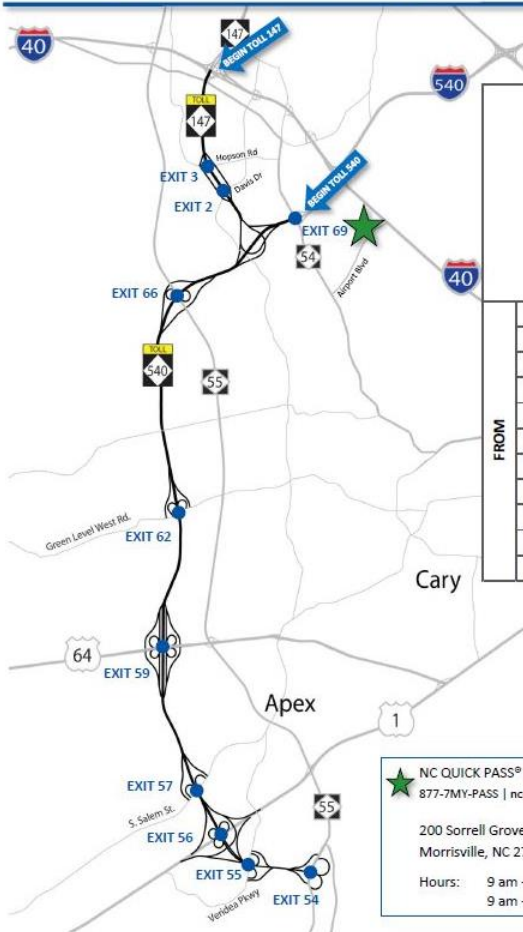 147
BEGIN TOLL 147
40
540
TOLL
147
Hopson Rd
EXIT 3
Davis Dr
EXIT 2
BEGIN TOLL 540
EXIT 69
54
Airport Blvd
40
EXIT 66
TOLL
540
55
FROM
EXIT 62
Green Level West Rd.
Cary
64
EXIT 59
Apex
1
EXIT 57
S. Salem St.
55
EXIT 56
EXIT 55
EXIT 54
Veridea Pkwy
NC QUICK PASS®
877-7MY-PASS | nc
200 Sorrell Grove
Morrisville, NC 27
Hours: 9 am -
9 am -